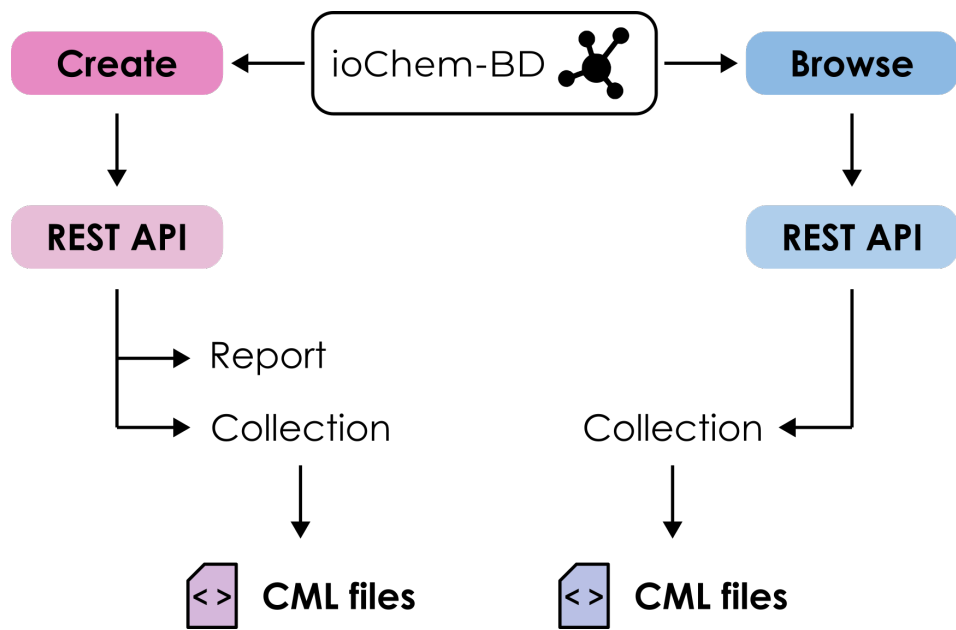 Create
ioChem-BD
Browse
REST API
REST API
Report
Collection
Collection
< >
CML files
< >
CML files